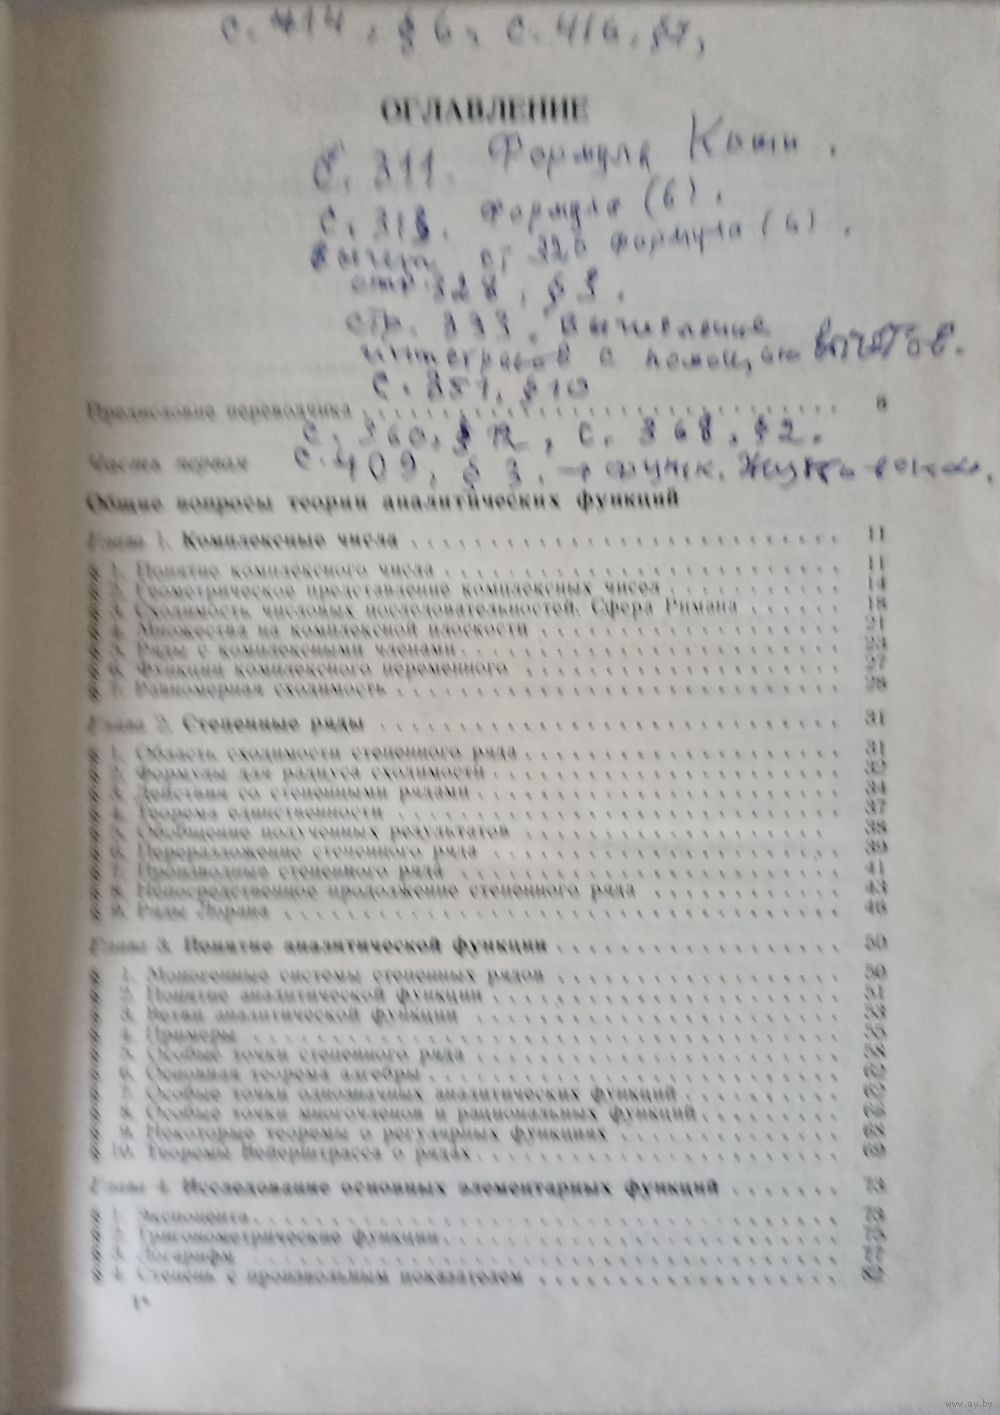 с. 414, § 6, с. 416, §7,
ОГЛАВЛЕНИЕ
С. 311. Формула Коши.
с. 313. формула (6).
Вычет с, 320 формула (6).
стр 328, § 3.
стр. 333. Вычисление
интегралов с помощью вычетов.
с. 351, § 10
Предисловие переводчика 8
с. 360, § 12, с. 368, § 2.
Часть первая
с. 409, § 3. → функ. Жуковского.
Общие вопросы теории аналитических функций
Глава 1. Комплексные числа 11
§ 1. Понятие комплексного числа 11
§ 2. Геометрическое представление комплексных чисел 14
§ 3. Сходимость числовых последовательностей. Сфера Римана 18
§ 4. Множества на комплексной плоскости 21
§ 5. Ряды с комплексными членами
§ 6. Функции комплексного переменного 27
§ 7. Равномерная сходимость 28
Глава 2. Степенные ряды 31
§ 1. Область сходимости степенного ряда 31
§ 2. Формулы для радиуса сходимости
§ 3. Действия со степенными рядами 34
§ 4. Теорема единственности 37
§ 5. Обобщение полученных результатов 38
§ 6. Переразложение степенного ряда 39
§ 7. Производные степенного ряда 41
§ 8. Непосредственное продолжение степенного ряда 43
§ 9. Ряды Лорана 46
Глава 3. Понятие аналитической функции 50
§ 1. Моногенные системы степенных рядов 50
§ 2. Понятие аналитической функции 51
§ 3. Ветви аналитической функции 53
§ 4. Примеры 55
§ 5. Особые точки степенного ряда 58
§ 6. Основная теорема алгебры
§ 7. Особые точки однозначных аналитических функций
§ 8. Особые точки многочленов и рациональных функций
§ 9. Некоторые теоремы о регулярных функциях 68
§ 10. Теоремы Вейерштрасса о рядах 69
Глава 4. Исследование основных элементарных функций 73
§ 1. Экспонента 73
§ 2. Тригонометрические функции 75
§ 3. Логарифм 77
§ 4. Степень с произвольным показателем
1*
www.ay.by